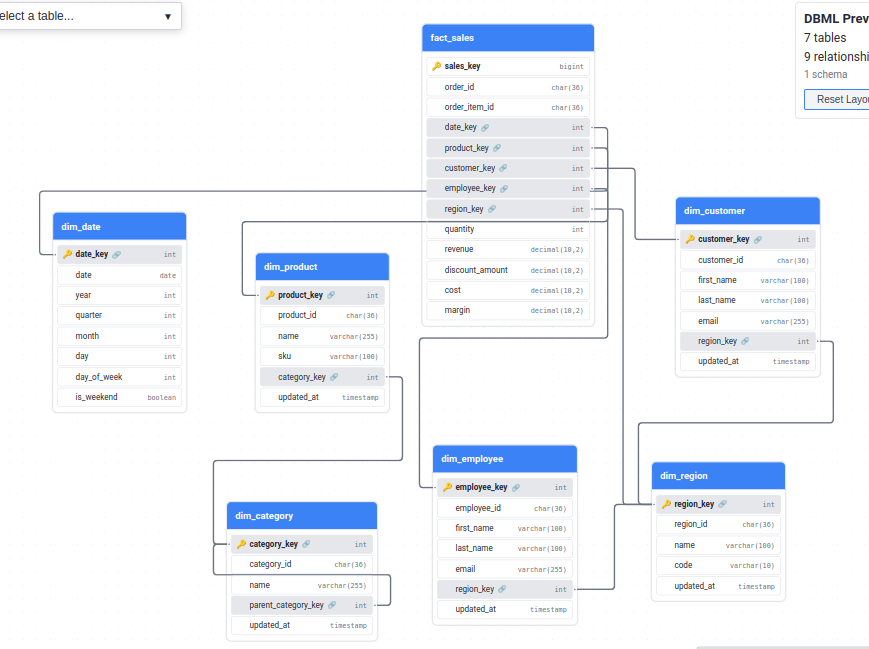 elect a table... ▼
DBML Prev
7 tables
9 relationshi
1 schema
Reset Layou
fact_sales
sales_key bigint
order_id char(36)
order_item_id char(36)
date_key int
product_key int
customer_key int
employee_key int
region_key int
quantity int
revenue decimal(10,2)
discount_amount decimal(10,2)
cost decimal(10,2)
margin decimal(10,2)
dim_date
date_key int
date date
year int
quarter int
month int
day int
day_of_week int
is_weekend boolean
dim_product
product_key int
product_id char(36)
name varchar(255)
sku varchar(100)
category_key int
updated_at timestamp
dim_customer
customer_key int
customer_id char(36)
first_name varchar(100)
last_name varchar(100)
email varchar(255)
region_key int
updated_at timestamp
dim_category
category_key int
category_id char(36)
name varchar(255)
parent_category_key int
updated_at timestamp
dim_employee
employee_key int
employee_id char(36)
first_name varchar(100)
last_name varchar(100)
email varchar(255)
region_key int
updated_at timestamp
dim_region
region_key int
region_id char(36)
name varchar(100)
code varchar(10)
updated_at timestamp